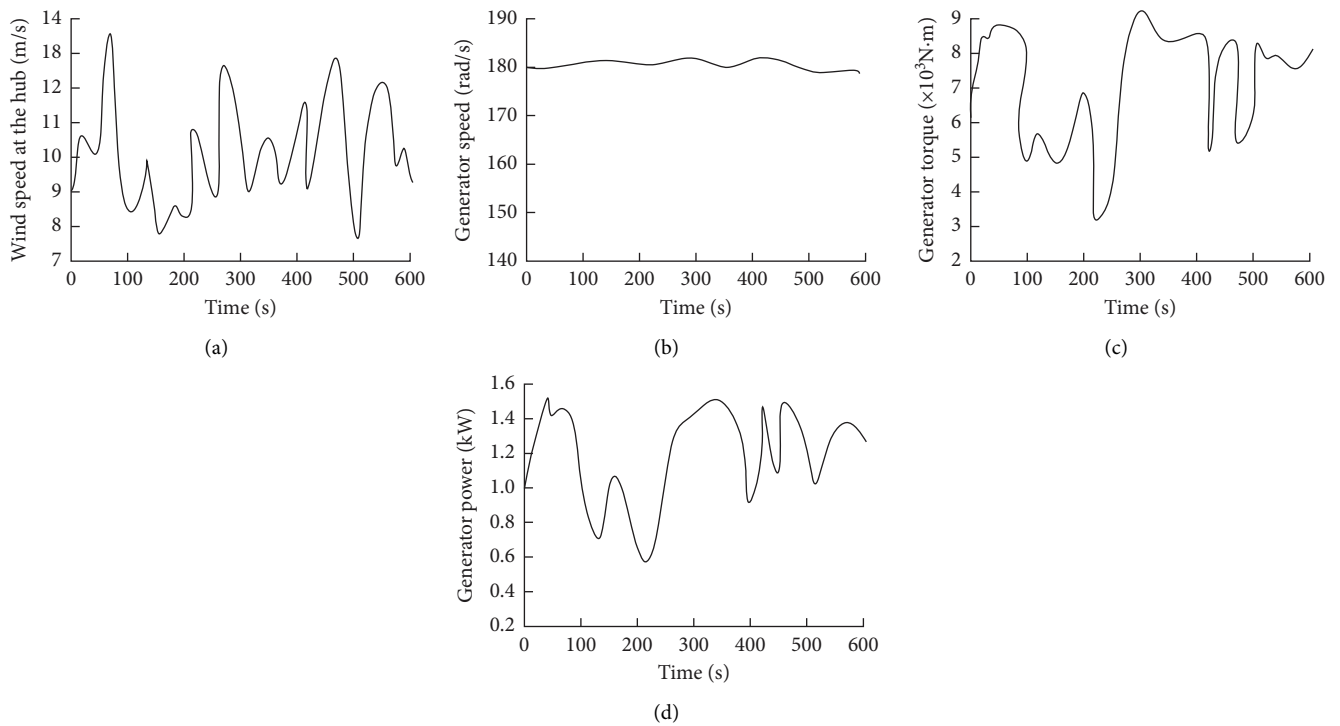 Wind speed at the hub (m/s)
14
18
12
11
10
9
8
7
0 100 200 300 400 500 600
Time (s)
(a)
Generator speed (rad/s)
190
180
170
160
150
140
0 100 200 300 400 500 600
Time (s)
(b)
Generator torque (×10³N·m)
9
8
7
6
5
4
3
2
0 100 200 300 400 500 600
Time (s)
(c)
Generator power (kW)
1.6
1.4
1.2
1.0
0.8
0.6
0.4
0.2
0 100 200 300 400 500 600
Time (s)
(d)